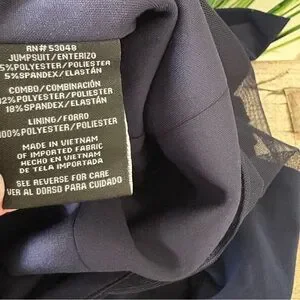 RN# 53048
JUMPSUIT/ENTERIZO
5%POLYESTER/POLIESTER
5%SPANDEX/ELASTÁN
COMBO/COMBINACIÓN
82%POLYESTER/POLIESTER
18%SPANDEX/ELASTÁN
LINING/FORRO
100%POLYESTER/POLIESTER
MADE IN VIETNAM
OF IMPORTED FABRIC
HECHO EN VIETNAM
DE TELA IMPORTADA
SEE REVERSE FOR CARE
VER AL DORSO PARA CUIDADO